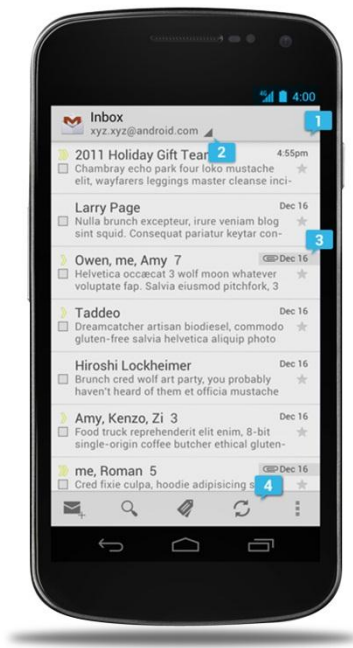 4G 4:00
Inbox
1
xyz.xyz@android.com
2
2011 Holiday Gift Tea 4:55pm
Chambray echo park four loko mustache
elit, wayfarers leggings master cleanse inci-
Larry Page Dec 16
Nulla brunch excepteur, irure veniam blog
sint squid. Consequat pariatur keytar con-
3
Owen, me, Amy 7 Dec 16
Helvetica occæcat 3 wolf moon whatever
voluptate fap. Salvia eiusmod pitchfork, 3
Taddeo Dec 16
Dreamcatcher artisan biodiesel, commodo
gluten-free salvia helvetica aliquip photo
Hiroshi Lockheimer Dec 16
Brunch cred wolf art party, you probably
haven't heard of them et officia mustache
Amy, Kenzo, Zi 3 Dec 16
Food truck reprehenderit elit enim, 8-bit
single-origin coffee butcher ethical gluten-
me, Roman 5 Dec 16
Cred fixie culpa, hoodie adipisicing
4